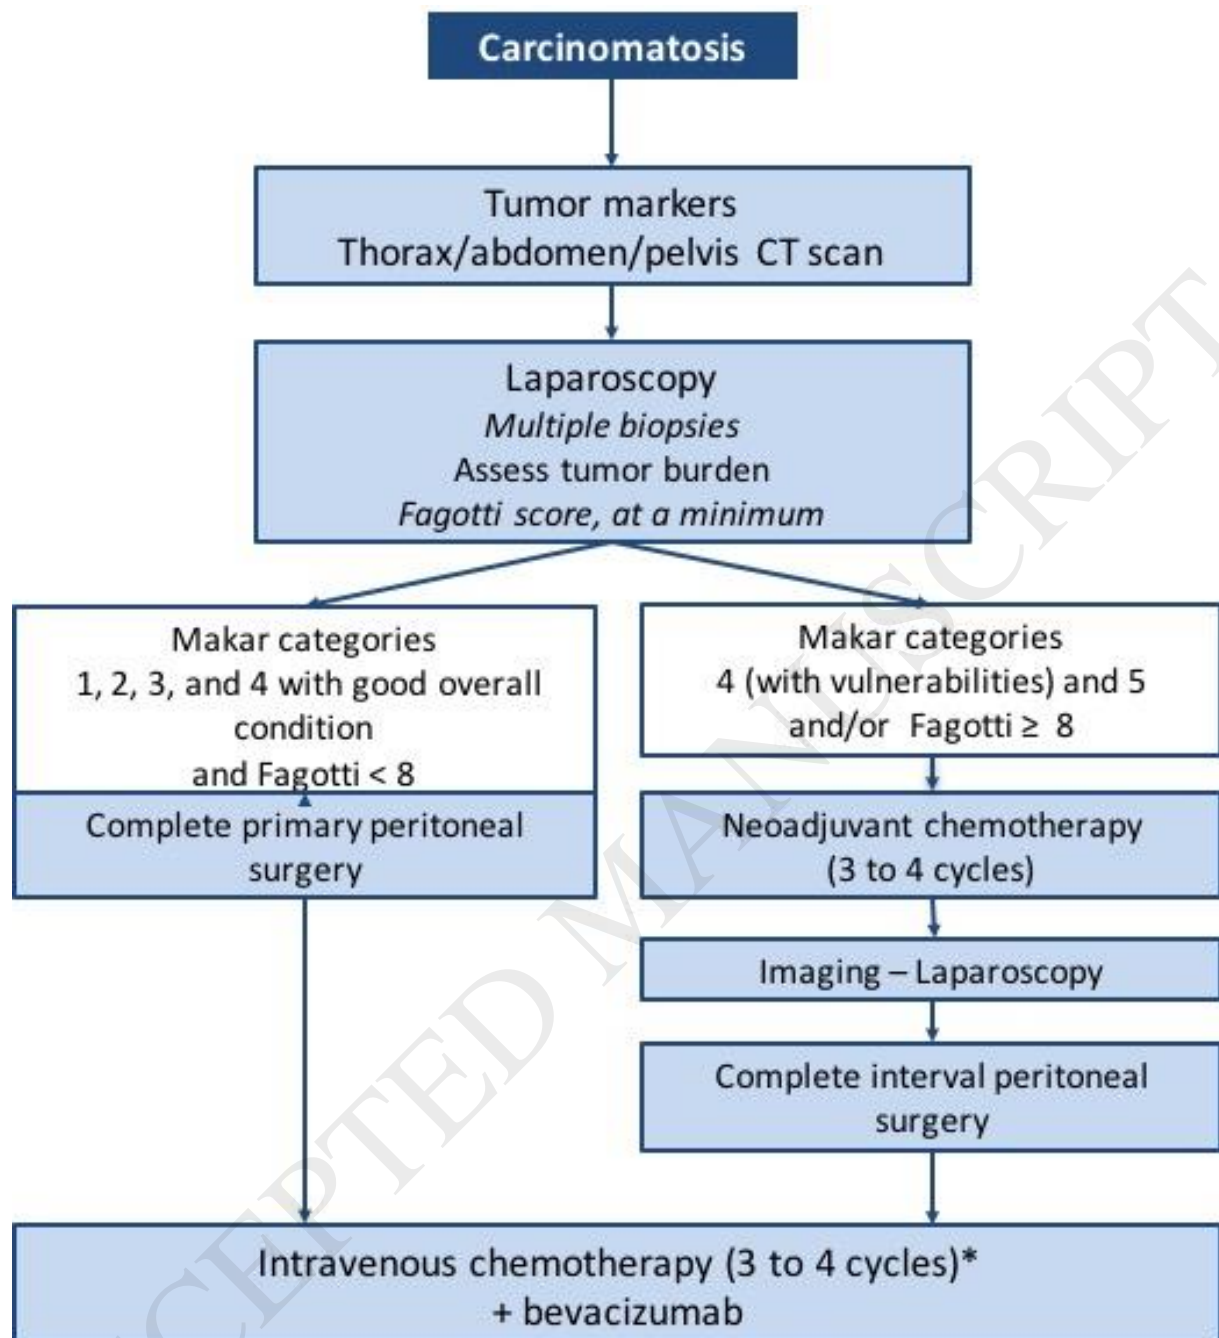 Carcinomatosis
Tumor markers
Thorax/abdomen/pelvis CT scan
Laparoscopy
Multiple biopsies
Assess tumor burden
Fagotti score, at a minimum
Makar categories
1, 2, 3, and 4 with good overall
condition
and Fagotti < 8
Complete primary peritoneal
surgery
Makar categories
4 (with vulnerabilities) and 5
and/or Fagotti ≥ 8
Neoadjuvant chemotherapy
(3 to 4 cycles)
Imaging – Laparoscopy
Complete interval peritoneal
surgery
Intravenous chemotherapy (3 to 4 cycles)*
+ bevacizumab
CEPTED MANUSCRIPT